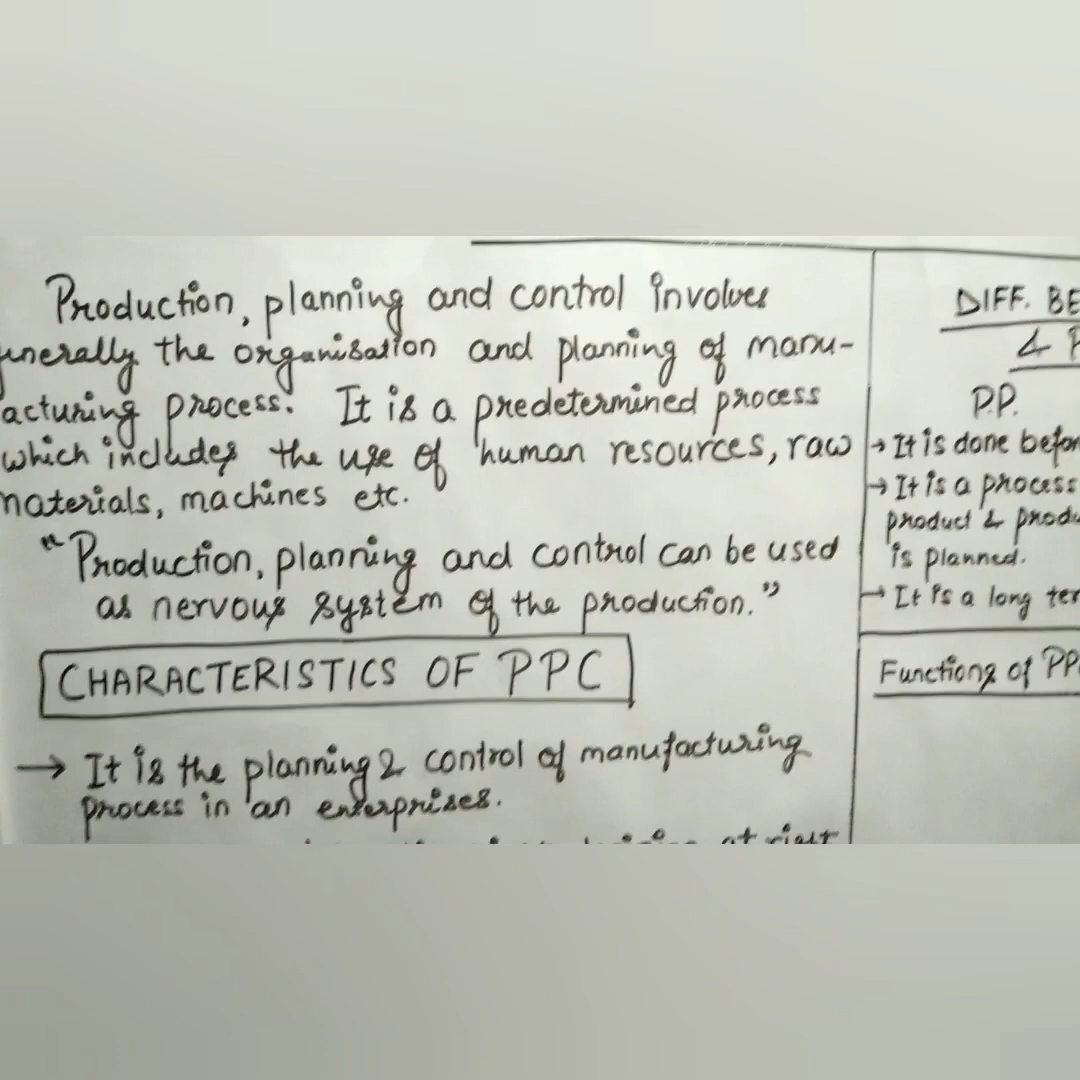 Production, planning and control involves
generally the organisation and planning of manu-
acturing process. It is a predetermined process
which includes the use of human resources, raw
materials, machines etc.
"Production, planning and control can be used
as nervous system of the production."
CHARACTERISTICS OF PPC
→ It is the planning & control of manufacturing
process in an enterprises.
at right
DIFF. BE
& P
P.P.
→ It is done befor
→ It is a process
product & produ
is planned.
→ It is a long ter
Functions of PP